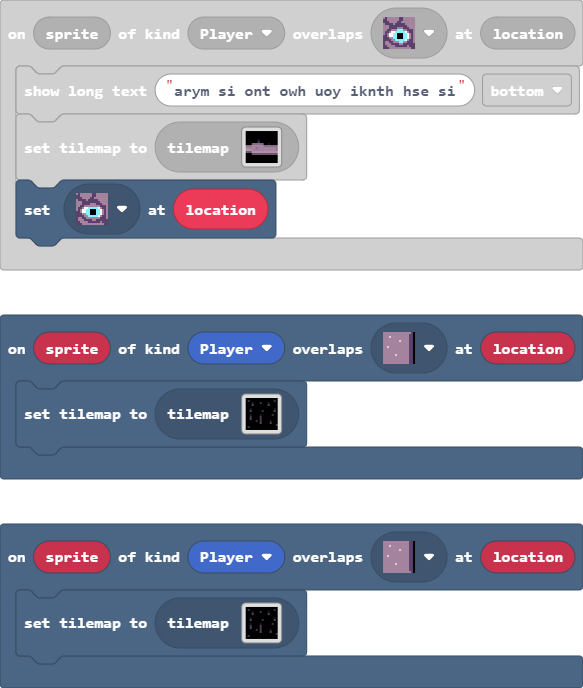 on sprite of kind Player overlaps at location
show long text "arym si ont owh uoy iknth hse si" bottom
set tilemap to tilemap
set at location
on sprite of kind Player overlaps at location
set tilemap to tilemap
on sprite of kind Player overlaps at location
set tilemap to tilemap